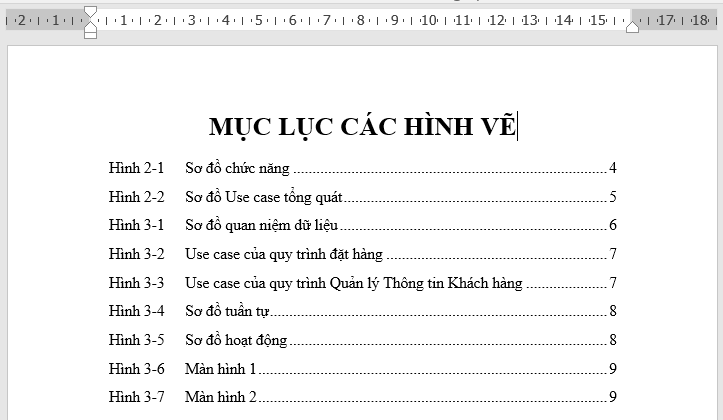 2 1 1 2 3 4 5 6 7 8 9 10 11 12 13 14 15 17 18
MỤC LỤC CÁC HÌNH VẼ
Hình 2-1 Sơ đồ chức năng ........ 4
Hình 2-2 Sơ đồ Use case tổng quát ........ 5
Hình 3-1 Sơ đồ quan niệm dữ liệu ........ 6
Hình 3-2 Use case của quy trình đặt hàng ........ 7
Hình 3-3 Use case của quy trình Quản lý Thông tin Khách hàng ........ 7
Hình 3-4 Sơ đồ tuần tự ........ 8
Hình 3-5 Sơ đồ hoạt động ........ 8
Hình 3-6 Màn hình 1 ........ 9
Hình 3-7 Màn hình 2 ........ 9